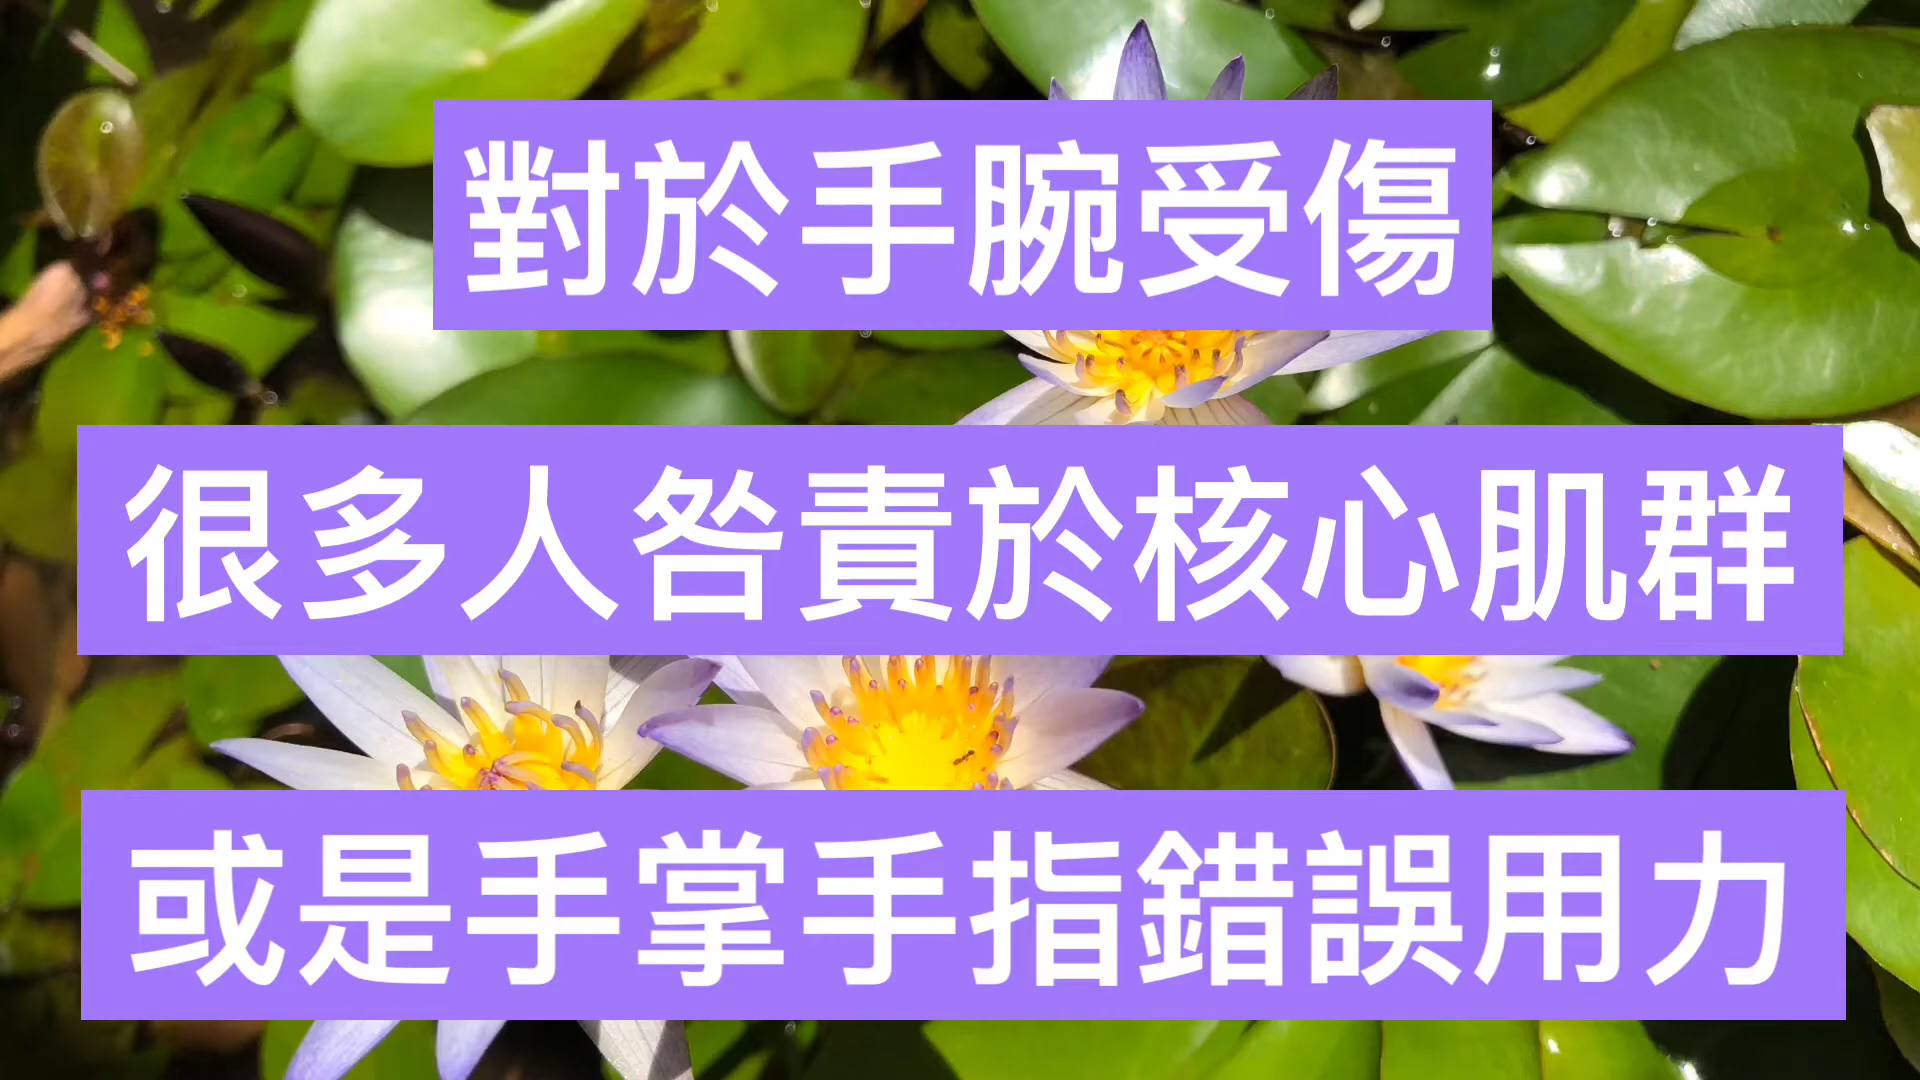 對於手腕受傷
很多人咎責於核心肌群
或是手掌手指錯誤用力